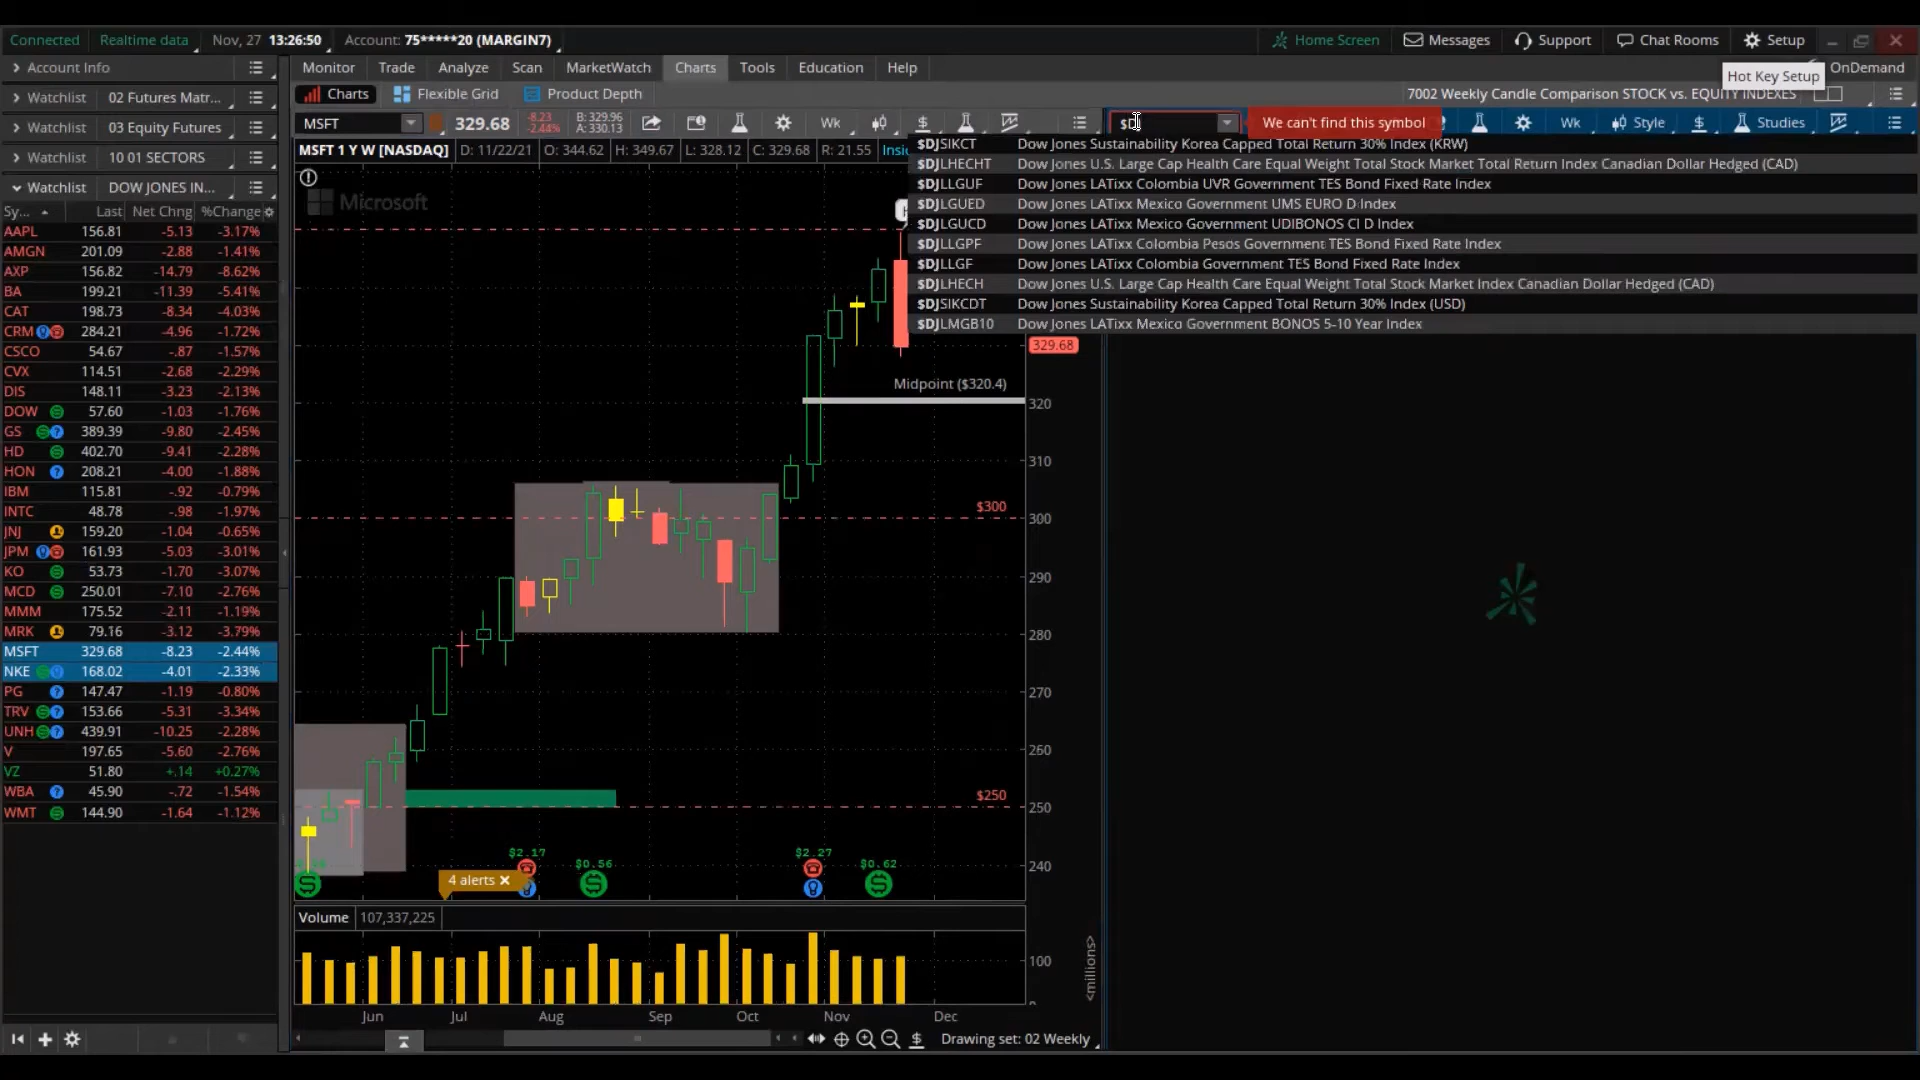 Connected Realtime data Nov, 27 13:26:50 Account: 75*****20 (MARGIN7) Home Screen Messages Support Chat Rooms Setup
Account Info Monitor Trade Analyze Scan MarketWatch Charts Tools Education Help OnDemand
Hot Key Setup
Watchlist 02 Futures Matr... Charts Flexible Grid Product Depth 7002 Weekly Candle Comparison STOCK vs. EQUITY INDEXES
Watchlist 03 Equity Futures MSFT 329.68 -8.23 -2.44% B: 329.96 A: 330.13 Wk $D We can't find this symbol Wk Style Studies
MSFT 1 Y W [NASDAQ] D: 11/22/21 O: 344.62 H: 349.67 L: 328.12 C: 329.68 R: 21.55
Watchlist 10 01 SECTORS
Watchlist DOW JONES IN...
Sy... Last Net Chng %Change
AAPL 156.81 -5.13 -3.17%
AMGN 201.09 -2.88 -1.41%
AXP 156.82 -14.79 -8.62%
BA 199.21 -11.39 -5.41%
CAT 198.73 -8.34 -4.03%
CRM 284.21 -4.96 -1.72%
CSCO 54.67 -.87 -1.57%
CVX 114.51 -2.68 -2.29%
DIS 148.11 -3.23 -2.13%
DOW 57.60 -1.03 -1.76%
GS 389.39 -9.80 -2.45%
HD 402.70 -9.41 -2.28%
HON 208.21 -4.00 -1.88%
IBM 115.81 -.92 -0.79%
INTC 48.78 -.98 -1.97%
JNJ 159.20 -1.04 -0.65%
JPM 161.93 -5.03 -3.01%
KO 53.73 -1.70 -3.07%
MCD 250.01 -7.10 -2.76%
MMM 175.52 -2.11 -1.19%
MRK 79.16 -3.12 -3.79%
MSFT 329.68 -8.23 -2.44%
NKE 168.02 -4.01 -2.33%
PG 147.47 -1.19 -0.80%
TRV 153.66 -5.31 -3.34%
UNH 439.91 -10.25 -2.28%
V 197.65 -5.60 -2.76%
VZ 51.80 +.14 +0.27%
WBA 45.90 -.72 -1.54%
WMT 144.90 -1.64 -1.12%
Microsoft
$DJSIKCT Dow Jones Sustainability Korea Capped Total Return 30% Index (KRW)
$DJLHECHT Dow Jones U.S. Large Cap Health Care Equal Weight Total Stock Market Total Return Index Canadian Dollar Hedged (CAD)
$DJLLGUF Dow Jones LATixx Colombia UVR Government TES Bond Fixed Rate Index
$DJLGUED Dow Jones LATixx Mexico Government UMS EURO D Index
$DJLGUCD Dow Jones LATixx Mexico Government UDIBONOS CI D Index
$DJLLGPF Dow Jones LATixx Colombia Pesos Government TES Bond Fixed Rate Index
$DJLLGF Dow Jones LATixx Colombia Government TES Bond Fixed Rate Index
$DJLHECH Dow Jones U.S. Large Cap Health Care Equal Weight Total Stock Market Index Canadian Dollar Hedged (CAD)
$DJSIKCDT Dow Jones Sustainability Korea Capped Total Return 30% Index (USD)
$DJLMGB10 Dow Jones LATixx Mexico Government BONOS 5-10 Year Index
329.68
Midpoint ($320.4)
320
310
$300
300
290
280
270
260
$250
250
240
$2.17 $0.56 $2.27 $0.62
4 alerts
Volume 107,337,225
100
<millions>
Jun Jul Aug Sep Oct Nov Dec
Drawing set: 02 Weekly